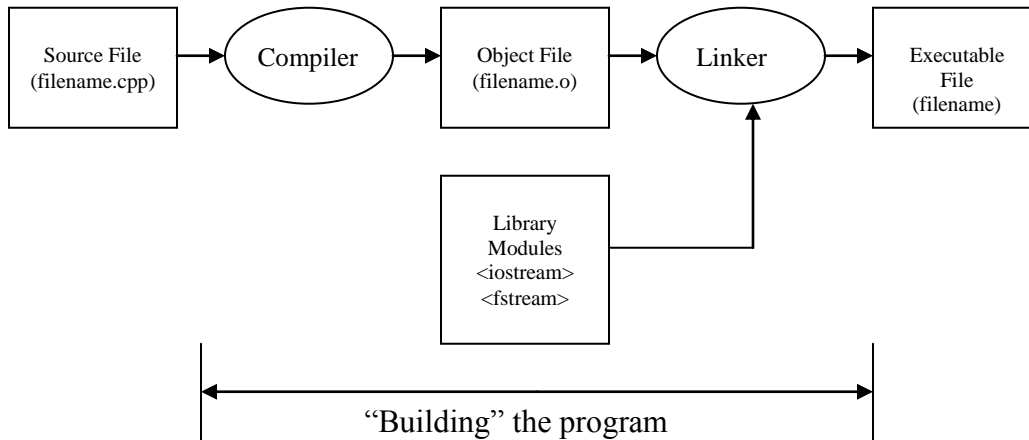 Source File
(filename.cpp)
Compiler
Object File
(filename.o)
Linker
Executable
File
(filename)
Library
Modules
<iostream>
<fstream>
“Building” the program